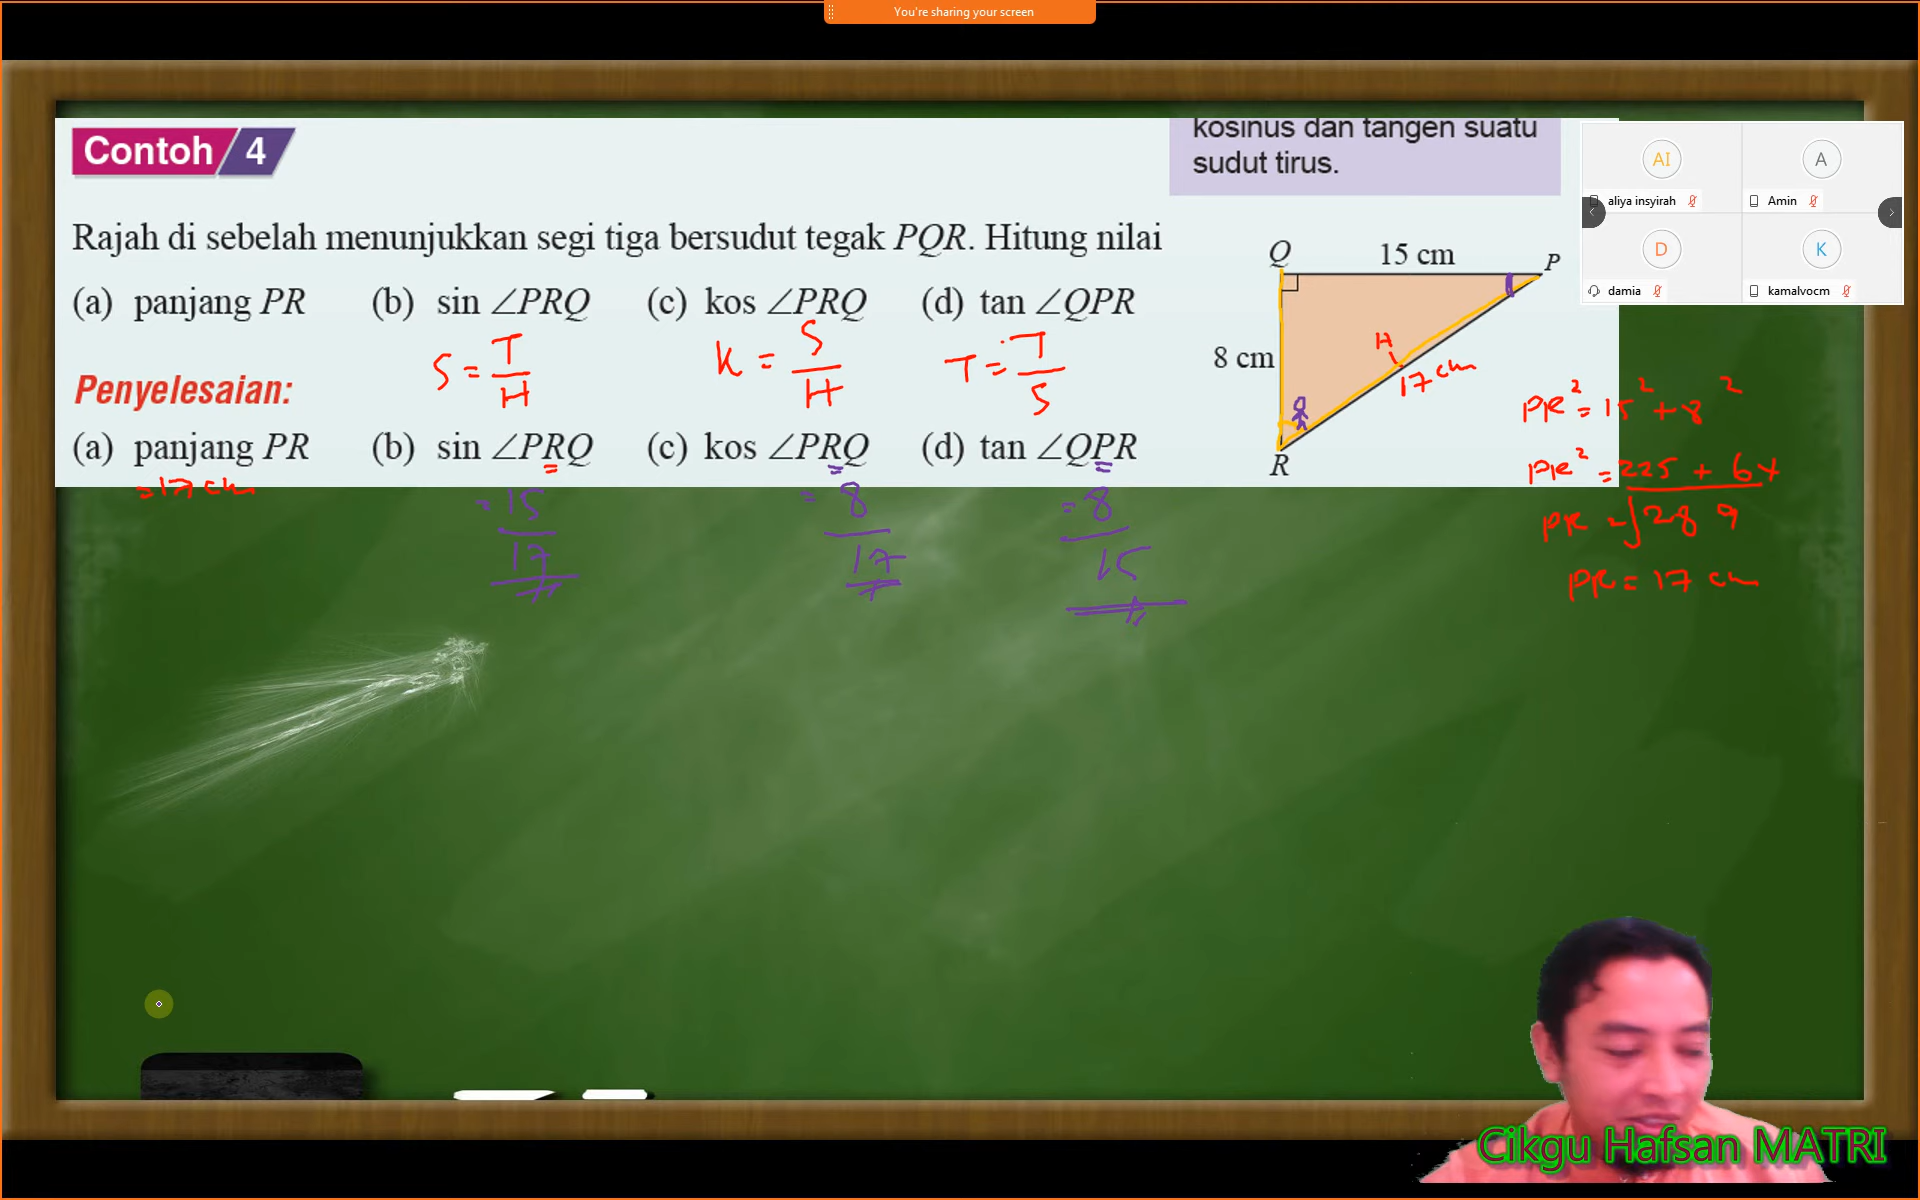 You're sharing your screen
Contoh 4
kosinus dan tangen suatu
sudut tirus.
AI
aliya insyirah
A
Amin
D
damia
K
kamalvocm
Rajah di sebelah menunjukkan segi tiga bersudut tegak PQR. Hitung nilai
(a) panjang PR (b) sin ∠PRQ (c) kos ∠PRQ (d) tan ∠QPR
S = T/H
K = S/H
T = T/S
Q 15 cm P
8 cm
H
17 cm
R
Penyelesaian:
(a) panjang PR (b) sin ∠PRQ (c) kos ∠PRQ (d) tan ∠QPR
= 17 cm
= 15/17
= 8/17
= 8/15
PR² = 15² + 8²
PR² = 225 + 64
PR = √289
PR = 17 cm
Cikgu Hafsan MATRI